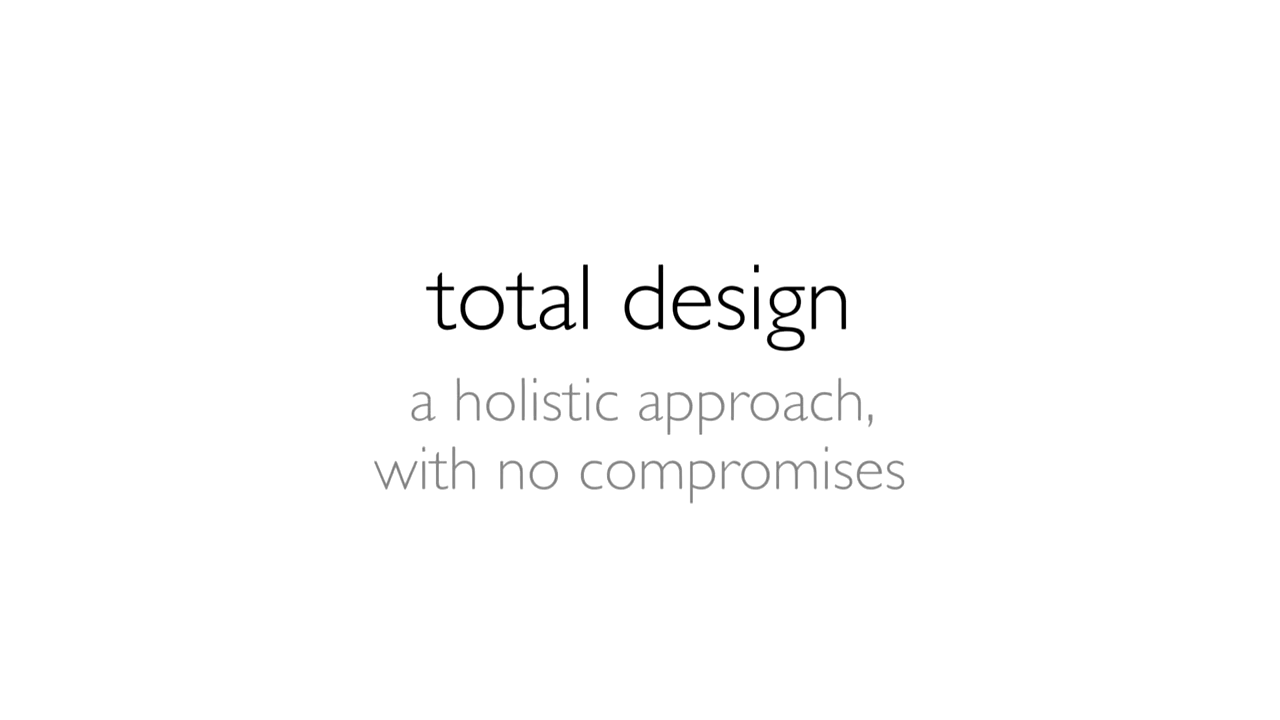 total design
a holistic approach,
with no compromises